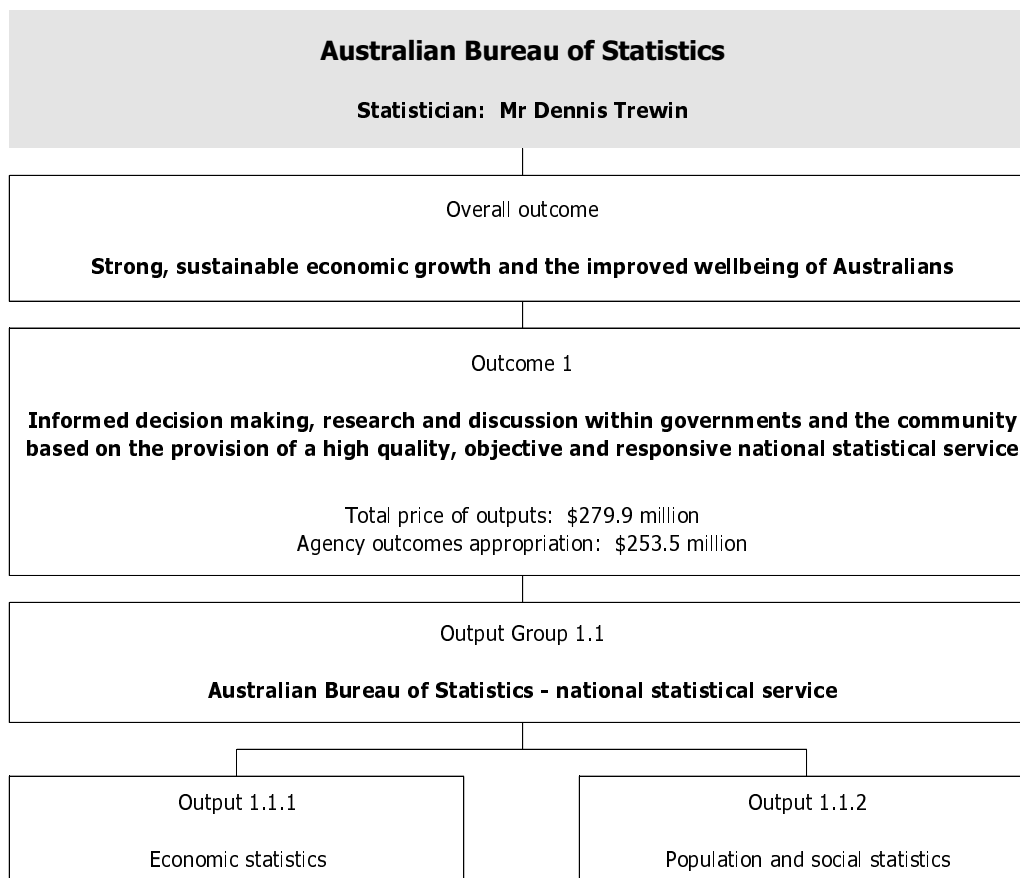 Australian Bureau of Statistics
Statistician: Mr Dennis Trewin
Overall outcome
Strong, sustainable economic growth and the improved wellbeing of Australians
Outcome 1
Informed decision making, research and discussion within governments and the community
based on the provision of a high quality, objective and responsive national statistical service
Total price of outputs: $279.9 million
Agency outcomes appropriation: $253.5 million
Output Group 1.1
Australian Bureau of Statistics - national statistical service
Output 1.1.1
Economic statistics
Output 1.1.2
Population and social statistics